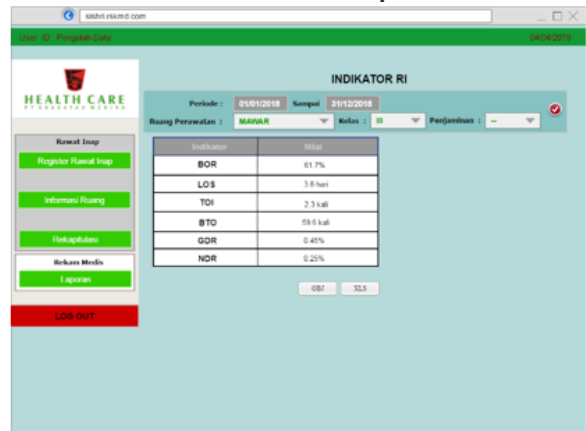 sishri.rskmd.com
User ID : Pengolah Data 04/04/2019
HEALTH CARE
INDIKATOR RI
Periode : 01/01/2018 Sampai 31/12/2018
Ruang Perawatan : MAWAR Kelas : III Penjaminan : --
Rawat Inap
Register Rawat Inap
Informasi Ruang
Rekapitulasi
Rekam Medis
Laporan
LOG OUT
Indikator Nilai
BOR 61.7%
LOS 3.8 hari
TOI 2.3 kali
BTO 59.6 kali
GDR 0.45%
NDR 0.25%
XLS